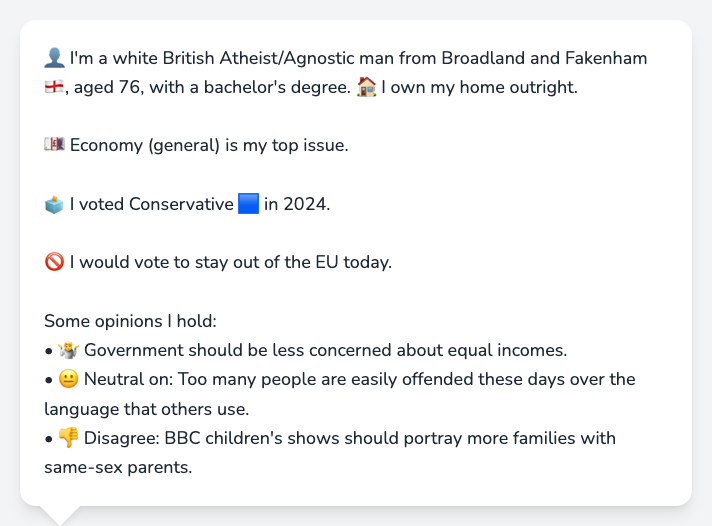 👤 I'm a white British Atheist/Agnostic man from Broadland and Fakenham
🏴󠁧󠁢󠁥󠁮󠁧󠁿, aged 76, with a bachelor's degree. 🏠 I own my home outright.
💷 Economy (general) is my top issue.
🗳️ I voted Conservative 🟦 in 2024.
🚫 I would vote to stay out of the EU today.
Some opinions I hold:
• 🤷 Government should be less concerned about equal incomes.
• 😐 Neutral on: Too many people are easily offended these days over the
language that others use.
• 👎 Disagree: BBC children's shows should portray more families with
same-sex parents.